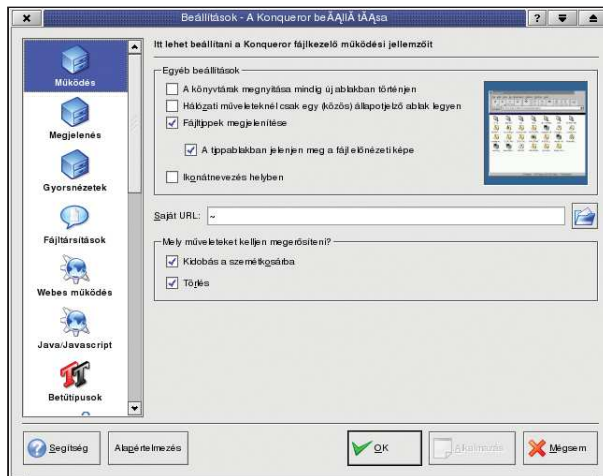 Beállítások - A Konqueror beÃĄllÃ­tÃĄsa
Itt lehet beállítani a Konqueror fájlkezelő működési jellemzőit
Működés
Megjelenés
Gyorsnézetek
Fájltársítások
Webes működés
Java/Javascript
Betűtípusok
Egyéb beállítások
A könyvtárak megnyitása mindig új ablakban történjen
Hálózati műveleteknél csak egy (közös) állapotjelző ablak legyen
Fájltippek megjelenítése
A tippablakban jelenjen meg a fájl előnézeti képe
Ikonátnevezés helyben
Saját URL: ~
Mely műveleteket kelljen megerősíteni?
Kidobás a szemétkosárba
Törlés
Segítség
Alapértelmezés
OK
Alkalmazás
Mégsem